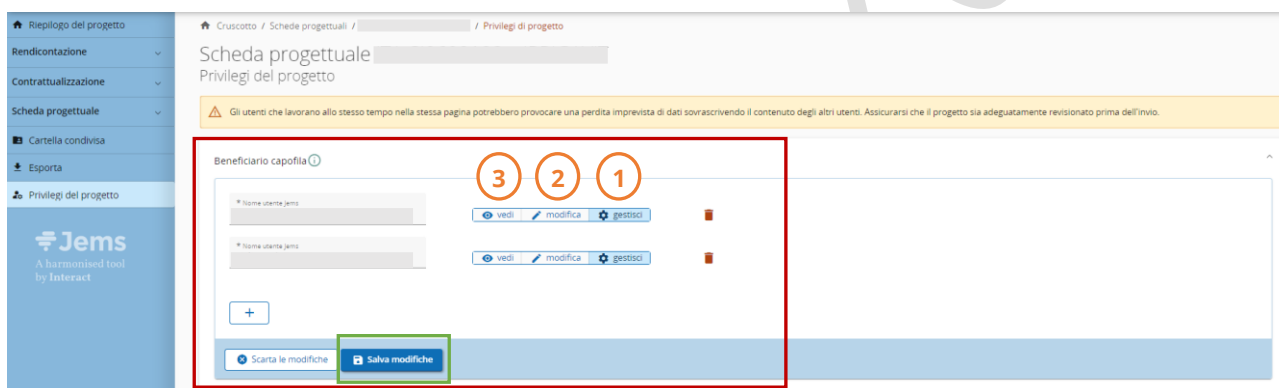 Riepilogo del progetto
Rendicontazione
Contrattualizzazione
Scheda progettuale
Cartella condivisa
Esporta
Privilegi del progetto
Jems
A harmonised tool
by Interact
Cruscotto / Schede progettuali / / Privilegi di progetto
Scheda progettuale
Privilegi del progetto
Gli utenti che lavorano allo stesso tempo nella stessa pagina potrebbero provocare una perdita imprevista di dati sovrascrivendo il contenuto degli altri utenti. Assicurarsi che il progetto sia adeguatamente revisionato prima dell'invio.
Beneficiario capofila
3 2 1
* Nome utente Jems
vedi modifica gestisci
* Nome utente Jems
vedi modifica gestisci
+
Scarta le modifiche Salva modifiche